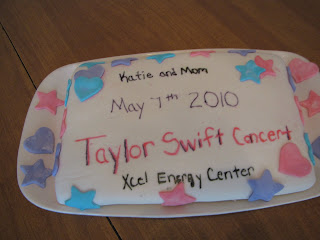 Katie and Mom
May 7th 2010
Taylor Swift Concert
Xcel Energy Center